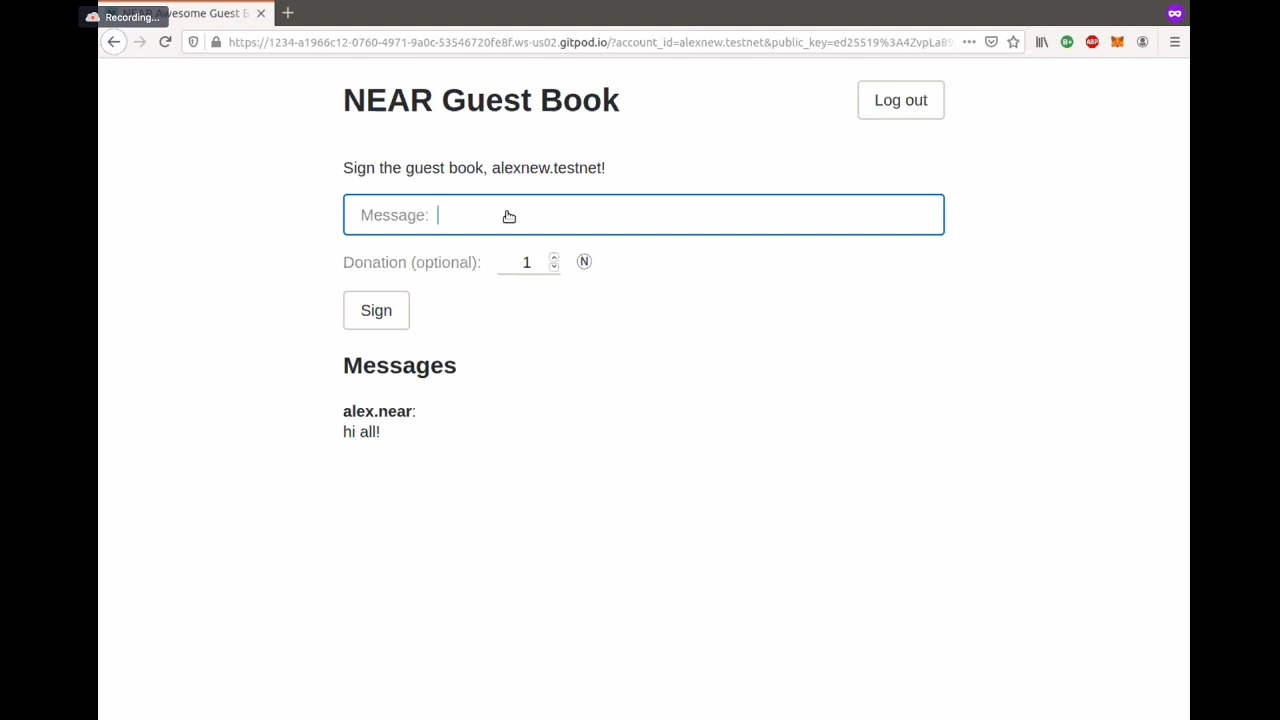 Recording...
NEAR Awesome Guest B
https://1234-a1966c12-0760-4971-9a0c-53546720fe8f.ws-us02.gitpod.io/?account_id=alexnew.testnet&public_key=ed25519%3A4ZvpLa89
NEAR Guest Book
Log out
Sign the guest book, alexnew.testnet!
Message:
Donation (optional): 1 N
Sign
Messages
alex.near:
hi all!